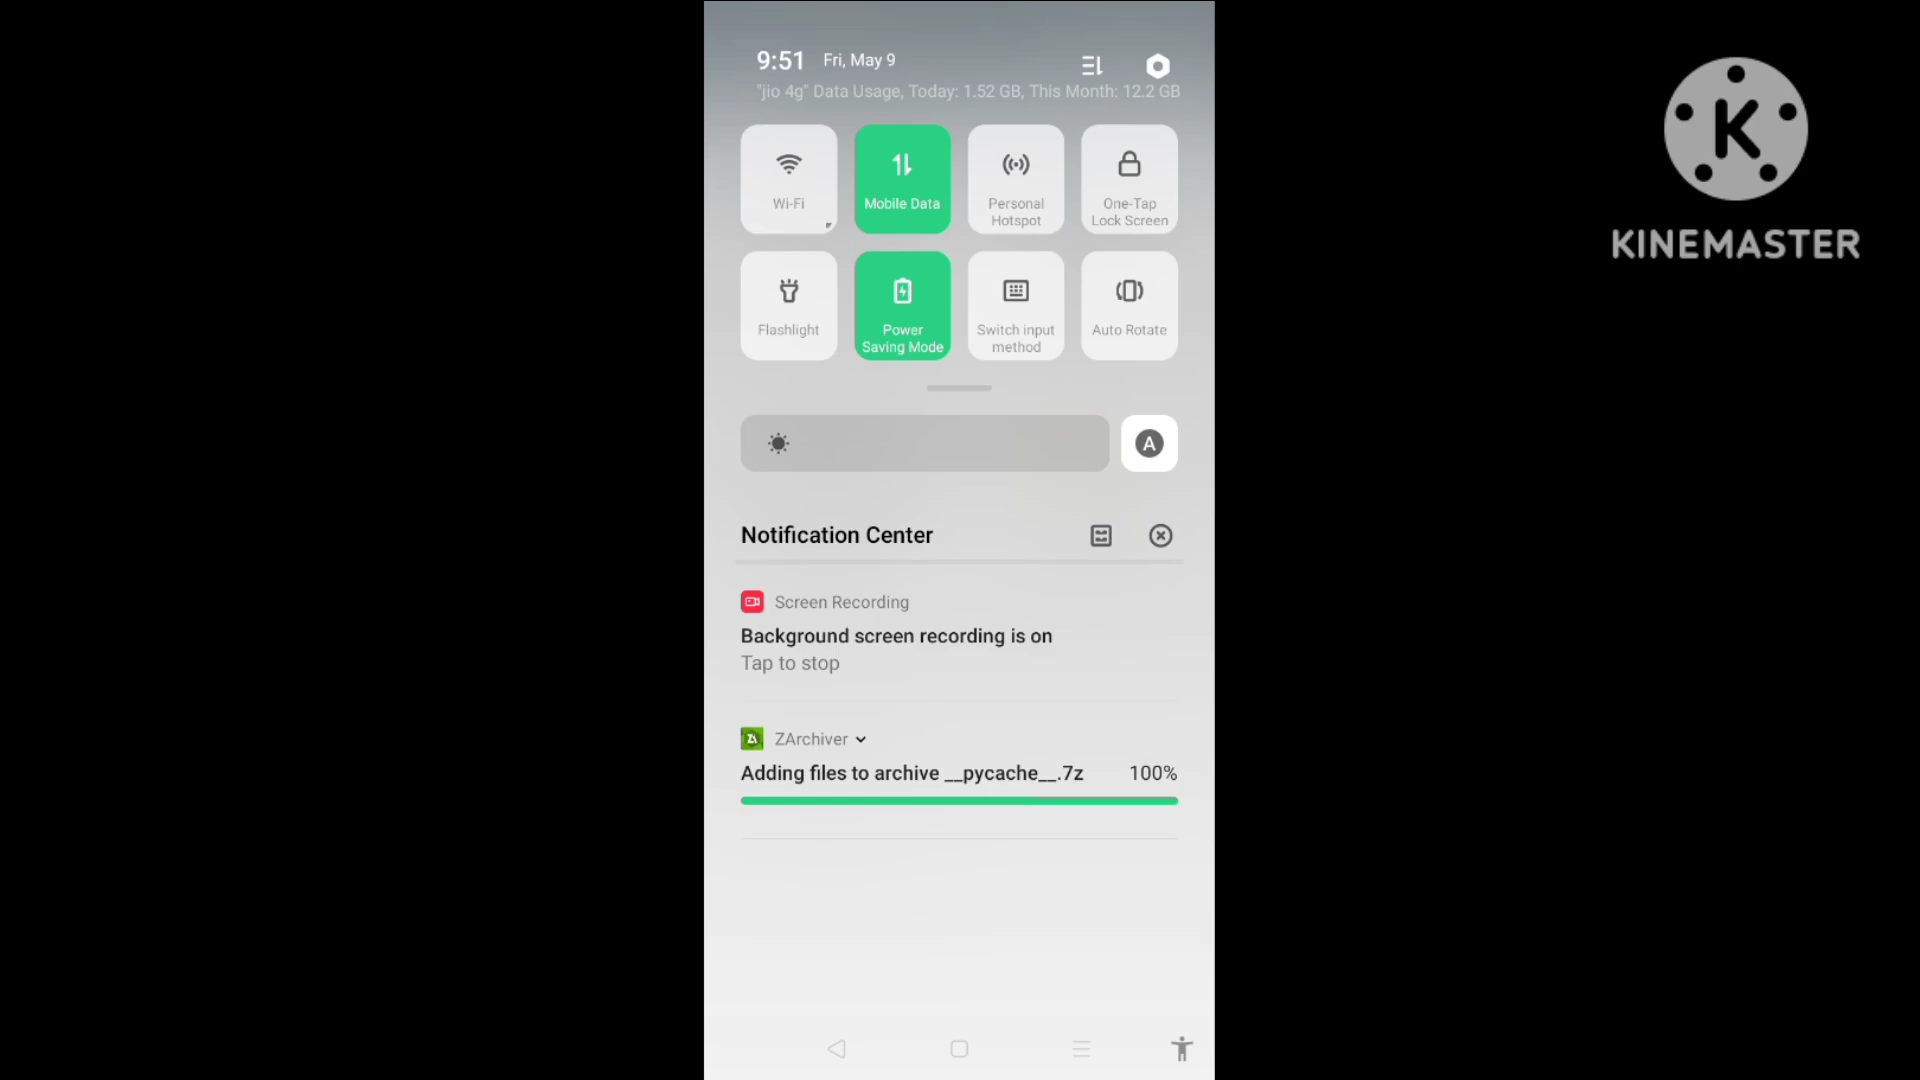 9:51 Fri, May 9
"jio 4g" Data Usage, Today: 1.52 GB, This Month: 12.2 GB
Wi-Fi
Mobile Data
Personal
Hotspot
One-Tap
Lock Screen
Flashlight
Power
Saving Mode
Switch input
method
Auto Rotate
A
Notification Center
Screen Recording
Background screen recording is on
Tap to stop
ZA ZArchiver
Adding files to archive __pycache__.7z 100%
K
KINEMASTER